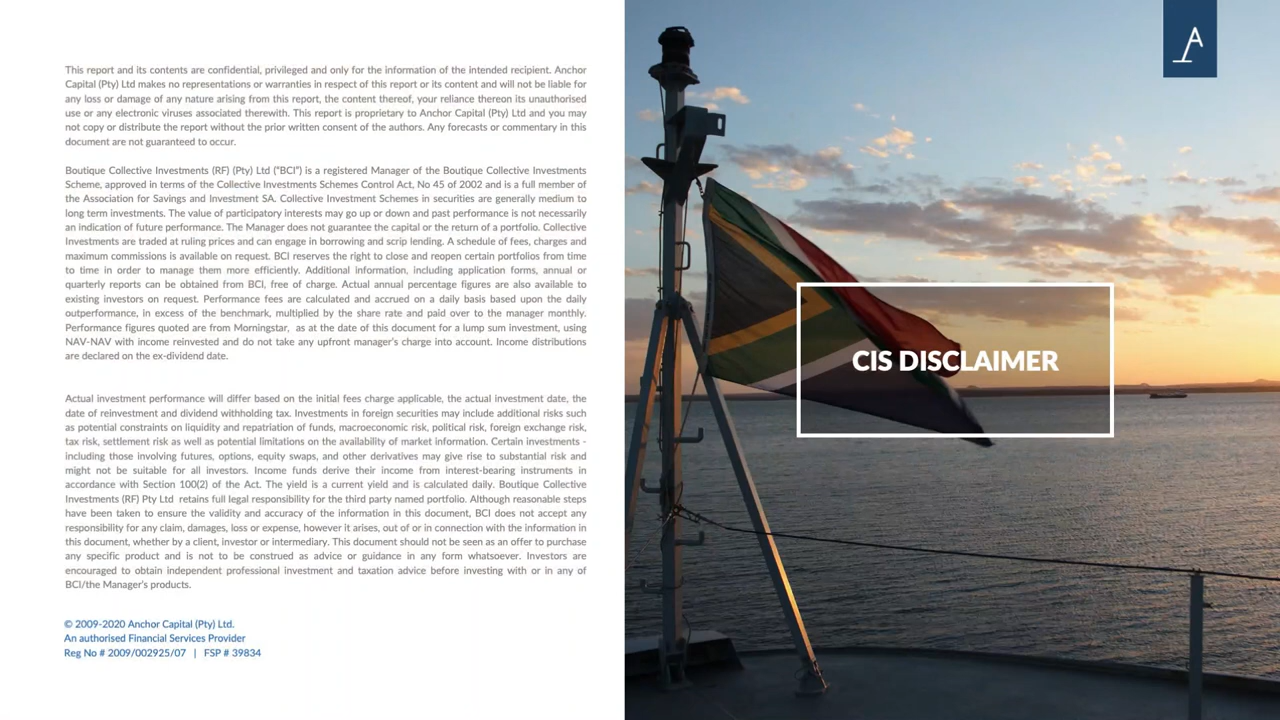 This report and its contents are confidential, privileged and only for the information of the intended recipient. Anchor
Capital (Pty) Ltd makes no representations or warranties in respect of this report or its content and will not be liable for
any loss or damage of any nature arising from this report, the content thereof, your reliance thereon its unauthorised
use or any electronic viruses associated therewith. This report is proprietary to Anchor Capital (Pty) Ltd and you may
not copy or distribute the report without the prior written consent of the authors. Any forecasts or commentary in this
document are not guaranteed to occur.
Boutique Collective Investments (RF) (Pty) Ltd (“BCI”) is a registered Manager of the Boutique Collective Investments
Scheme, approved in terms of the Collective Investments Schemes Control Act, No 45 of 2002 and is a full member of
the Association for Savings and Investment SA. Collective Investment Schemes in securities are generally medium to
long term investments. The value of participatory interests may go up or down and past performance is not necessarily
an indication of future performance. The Manager does not guarantee the capital or the return of a portfolio. Collective
Investments are traded at ruling prices and can engage in borrowing and scrip lending. A schedule of fees, charges and
maximum commissions is available on request. BCI reserves the right to close and reopen certain portfolios from time
to time in order to manage them more efficiently. Additional information, including application forms, annual or
quarterly reports can be obtained from BCI, free of charge. Actual annual percentage figures are also available to
existing investors on request. Performance fees are calculated and accrued on a daily basis based upon the daily
outperformance, in excess of the benchmark, multiplied by the share rate and paid over to the manager monthly.
Performance figures quoted are from Morningstar, as at the date of this document for a lump sum investment, using
NAV-NAV with income reinvested and do not take any upfront manager’s charge into account. Income distributions
are declared on the ex-dividend date.
Actual investment performance will differ based on the initial fees charge applicable, the actual investment date, the
date of reinvestment and dividend withholding tax. Investments in foreign securities may include additional risks such
as potential constraints on liquidity and repatriation of funds, macroeconomic risk, political risk, foreign exchange risk,
tax risk, settlement risk as well as potential limitations on the availability of market information. Certain investments -
including those involving futures, options, equity swaps, and other derivatives may give rise to substantial risk and
might not be suitable for all investors. Income funds derive their income from interest-bearing instruments in
accordance with Section 100(2) of the Act. The yield is a current yield and is calculated daily. Boutique Collective
Investments (RF) Pty Ltd retains full legal responsibility for the third party named portfolio. Although reasonable steps
have been taken to ensure the validity and accuracy of the information in this document, BCI does not accept any
responsibility for any claim, damages, loss or expense, however it arises, out of or in connection with the information in
this document, whether by a client, investor or intermediary. This document should not be seen as an offer to purchase
any specific product and is not to be construed as advice or guidance in any form whatsoever. Investors are
encouraged to obtain independent professional investment and taxation advice before investing with or in any of
BCI/the Manager’s products.
© 2009-2020 Anchor Capital (Pty) Ltd.
An authorised Financial Services Provider
Reg No # 2009/002925/07 | FSP # 39834
CIS DISCLAIMER